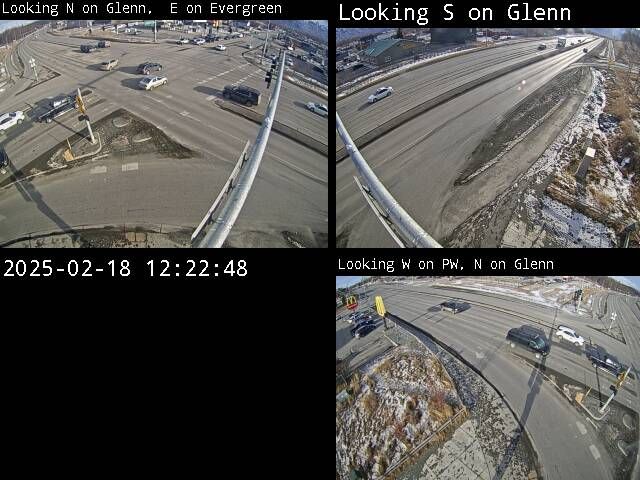 Looking N on Glenn, E on Evergreen
Looking S on Glenn
2025-02-18 12:22:48
Looking W on PW, N on Glenn